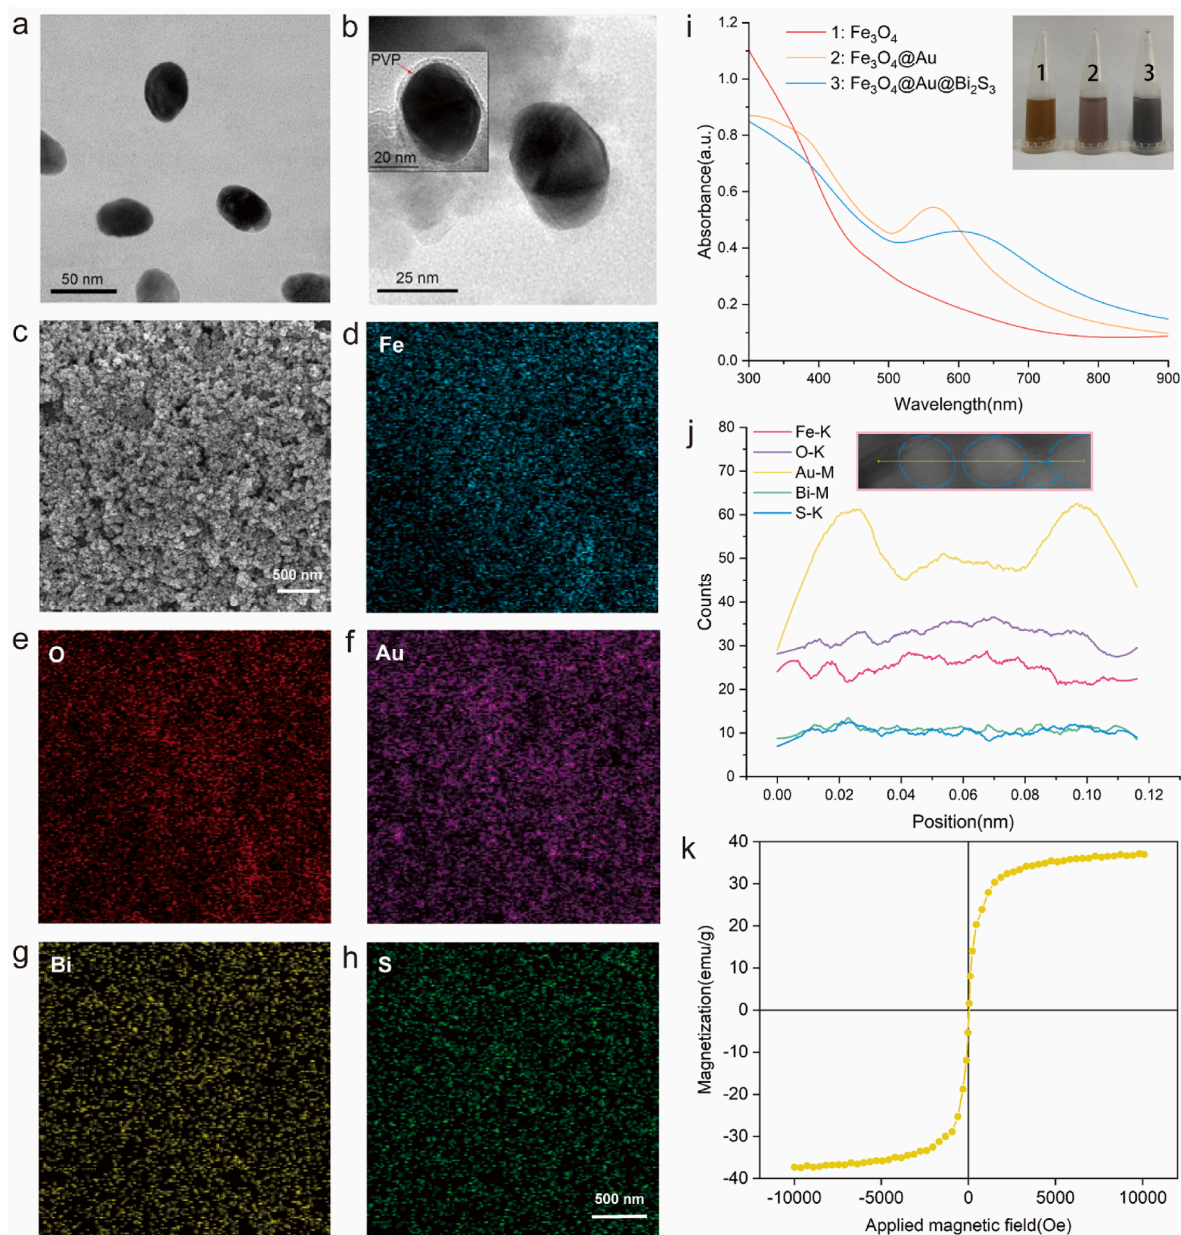 a
50 nm
b
PVP
20 nm
25 nm
c
500 nm
d
Fe
e
O
f
Au
g
Bi
h
S
500 nm
i
1: Fe₃O₄
2: Fe₃O₄@Au
3: Fe₃O₄@Au@Bi₂S₃
1 2 3
Absorbance(a.u.)
1.2
1.0
0.8
0.6
0.4
0.2
0.0
300 400 500 600 700 800 900
Wavelength(nm)
j
Fe-K
O-K
Au-M
Bi-M
S-K
Counts
80
70
60
50
40
30
20
10
0
0.00 0.02 0.04 0.06 0.08 0.10 0.12
Position(nm)
k
Magnetization(emu/g)
40
30
20
10
0
-10
-20
-30
-40
-10000 -5000 0 5000 10000
Applied magnetic field(Oe)